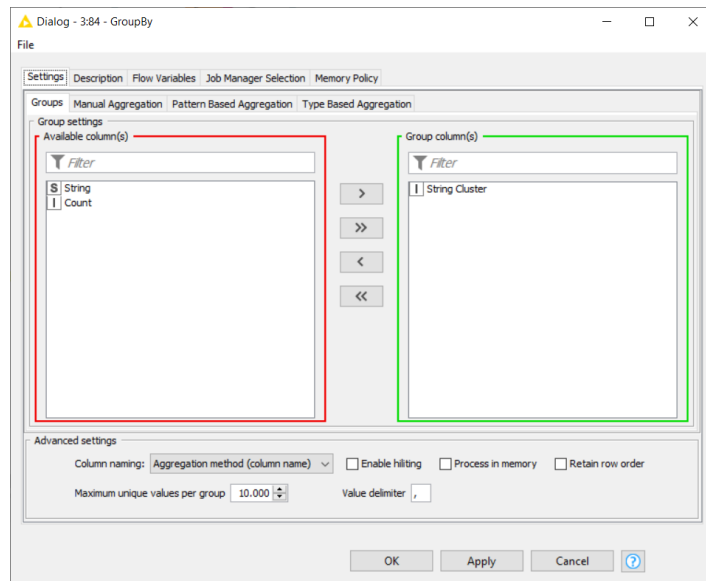 Dialog - 3:84 - GroupBy
File
Settings Description Flow Variables Job Manager Selection Memory Policy
Groups Manual Aggregation Pattern Based Aggregation Type Based Aggregation
Group settings
Available column(s)
Group column(s)
Filter
Filter
S String
I Count
I String Cluster
>
>>
<
<<
Advanced settings
Column naming: Aggregation method (column name) Enable hiliting Process in memory Retain row order
Maximum unique values per group 10.000 Value delimiter ,
OK Apply Cancel ?